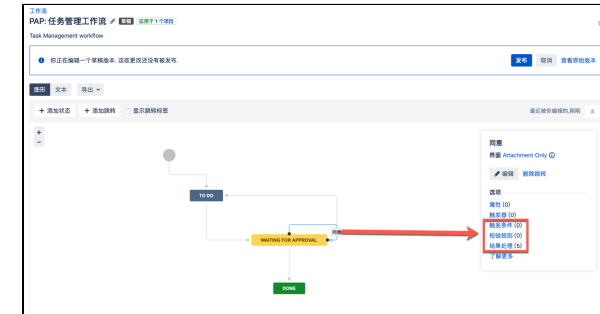 工作流
PAP: 任务管理工作流 草稿 应用于 1 个项目
Task Management workflow
你正在编辑一个草稿版本. 这些更改还没有被发布.
发布 取消 查看原始版本
图形 文本 导出
+ 添加状态 + 添加跳转 显示跳转标签
最近被你编辑的,刚刚
+
−
TO DO
同意
WAITING FOR APPROVAL
DONE
同意
界面 Attachment Only
编辑 删除跳转
选项
属性 (0)
触发器 (0)
触发条件 (0)
校验规则 (0)
结果处理 (5)
了解更多